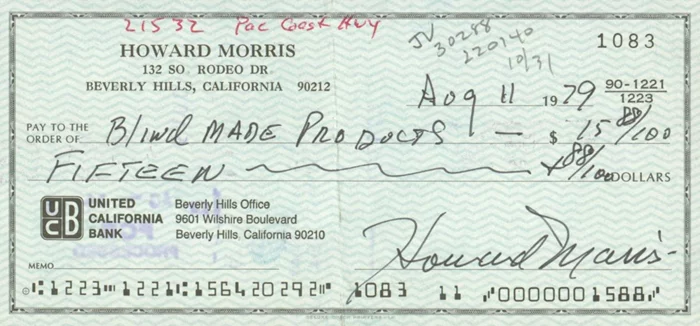 21532 Pac Coast Hwy
JV 30288
220140
10/31
1083
HOWARD MORRIS
132 SO RODEO DR
BEVERLY HILLS, CALIFORNIA 90212
Aug 11 1979
90-1221
1223
PAY TO THE
ORDER OF Blind MADE PRODUCTS — $ 15 88/100
FIFTEEN + 88/100 DOLLARS
UCB
UNITED
CALIFORNIA
BANK
Beverly Hills Office
9601 Wilshire Boulevard
Beverly Hills, California 90210
Howard Morris
MEMO
⑆1223⑉1221⑆156420292⑈ 1083 11 ⑈0000001588⑈